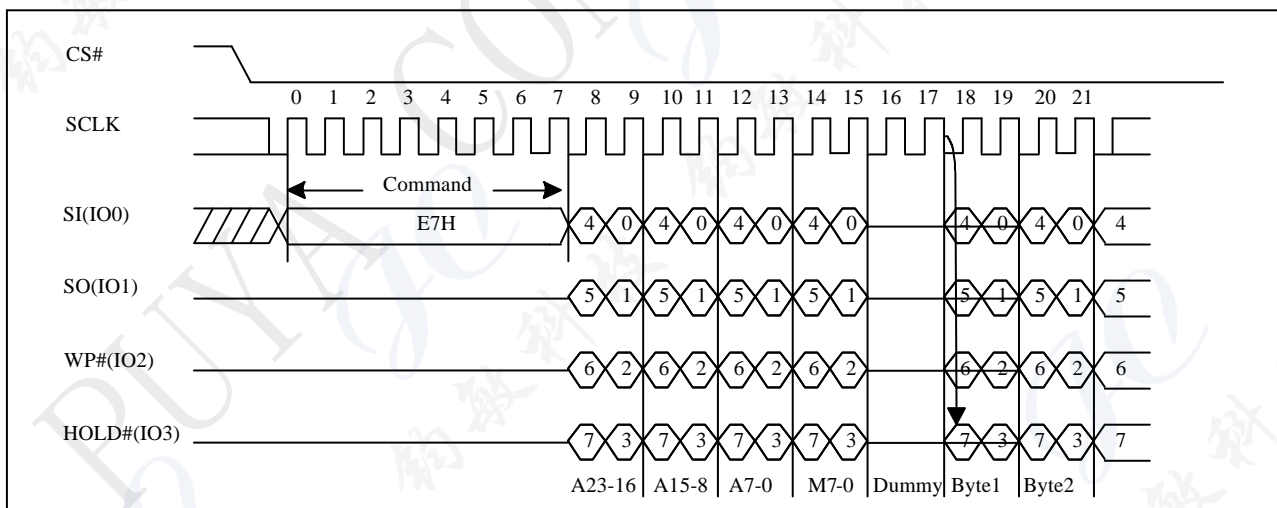 CS#
0 1 2 3 4 5 6 7 8 9 10 11 12 13 14 15 16 17 18 19 20 21
SCLK
Command
SI(IO0) E7H 4 0 4 0 4 0 4 0 4 0 4 0 4
SO(IO1) 5 1 5 1 5 1 5 1 5 1 5 1 5
WP#(IO2) 6 2 6 2 6 2 6 2 6 2 6 2 6
HOLD#(IO3) 7 3 7 3 7 3 7 3 7 3 7 3 7
A23-16 A15-8 A7-0 M7-0 Dummy Byte1 Byte2
PUYA CON